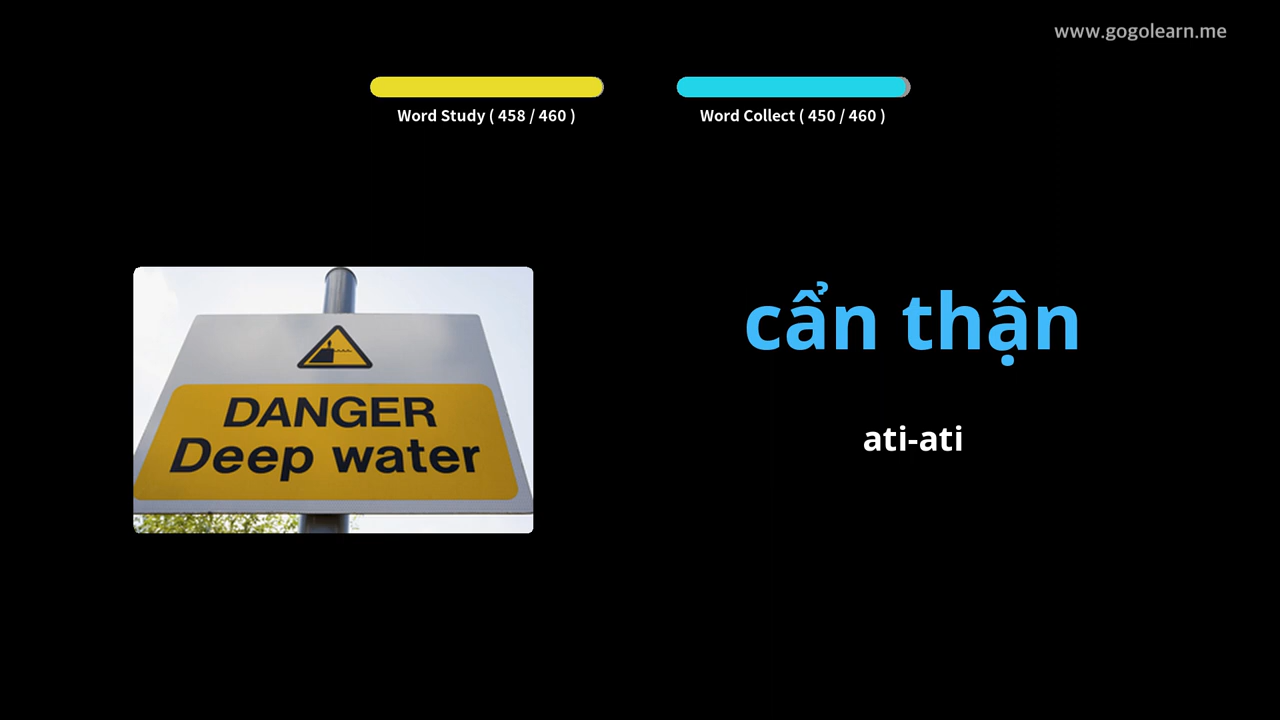 www.gogolearn.me
Word Study ( 458 / 460 )
Word Collect ( 450 / 460 )
DANGER
Deep water
cẩn thận
ati-ati